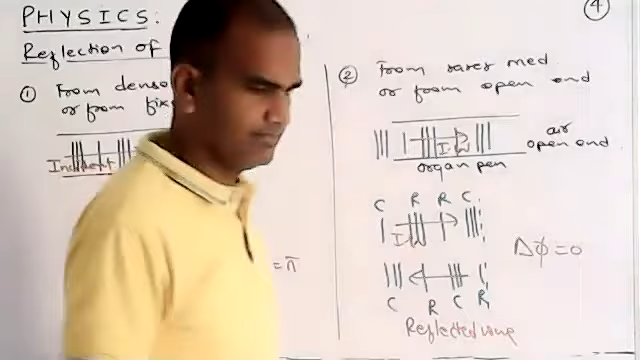 PHYSICS:
④
Reflection of
① From dense
or from fix
Incident
= π
② From rarer med
or from open end
I.W
air
open end
organ pen
C R R C
I
Δφ = 0
C R C R
Reflected wave